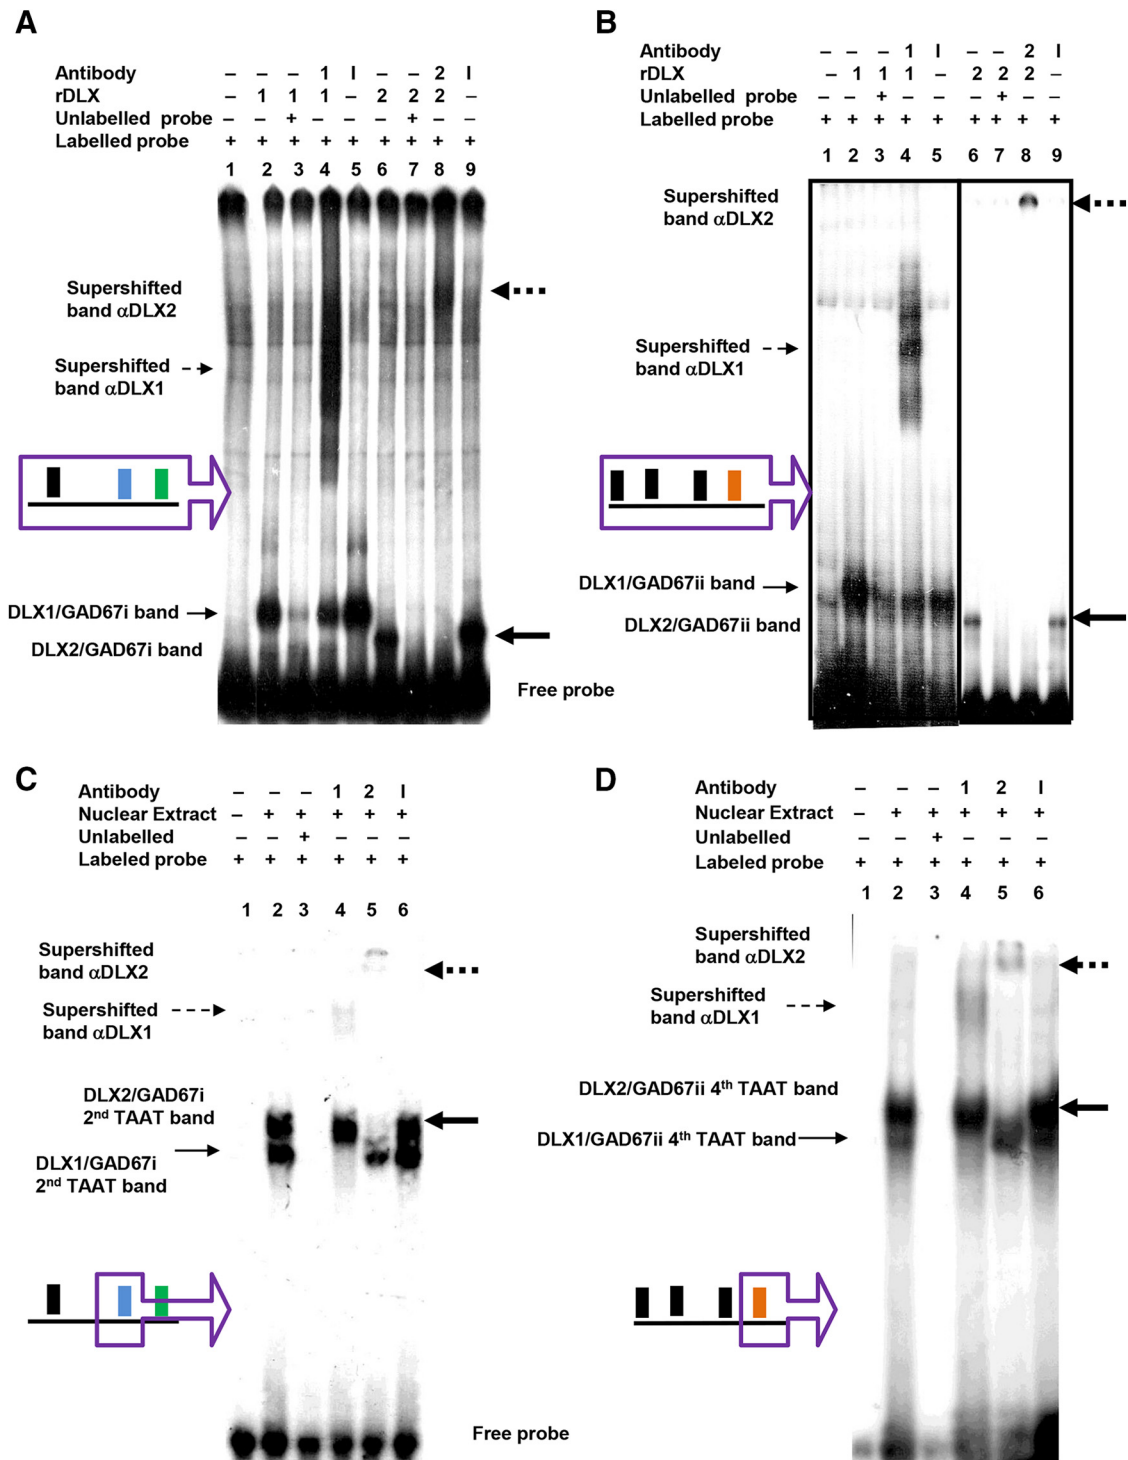 A
Antibody – – – 1 I – – 2 I
rDLX – 1 1 1 – 2 2 2 –
Unlabelled probe – – + – – – + – –
Labelled probe + + + + + + + + +
1 2 3 4 5 6 7 8 9
Supershifted
band αDLX2
Supershifted
band αDLX1
DLX1/GAD67i band
DLX2/GAD67i band
Free probe
B
Antibody – – – 1 I – – 2 I
rDLX – 1 1 1 – 2 2 2 –
Unlabelled probe – – + – – – + – –
Labelled probe + + + + + + + + +
1 2 3 4 5 6 7 8 9
Supershifted
band αDLX2
Supershifted
band αDLX1
DLX1/GAD67ii band
DLX2/GAD67ii band
C
Antibody – – – 1 2 I
Nuclear Extract – + + + + +
Unlabelled – – + – – –
Labeled probe + + + + + +
1 2 3 4 5 6
Supershifted
band αDLX2
Supershifted
band αDLX1
DLX2/GAD67i
2nd TAAT band
DLX1/GAD67i
2nd TAAT band
Free probe
D
Antibody – – – 1 2 I
Nuclear Extract – + + + + +
Unlabelled – – + – – –
Labeled probe + + + + + +
1 2 3 4 5 6
Supershifted
band αDLX2
Supershifted
band αDLX1
DLX2/GAD67ii 4th TAAT band
DLX1/GAD67ii 4th TAAT band